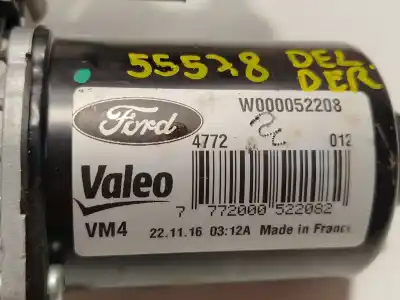 55578 DEL.
DER
Ford
W000052208
4772 012
Valeo
7 772000 522082
VM4 22.11.16 03:12A Made in France